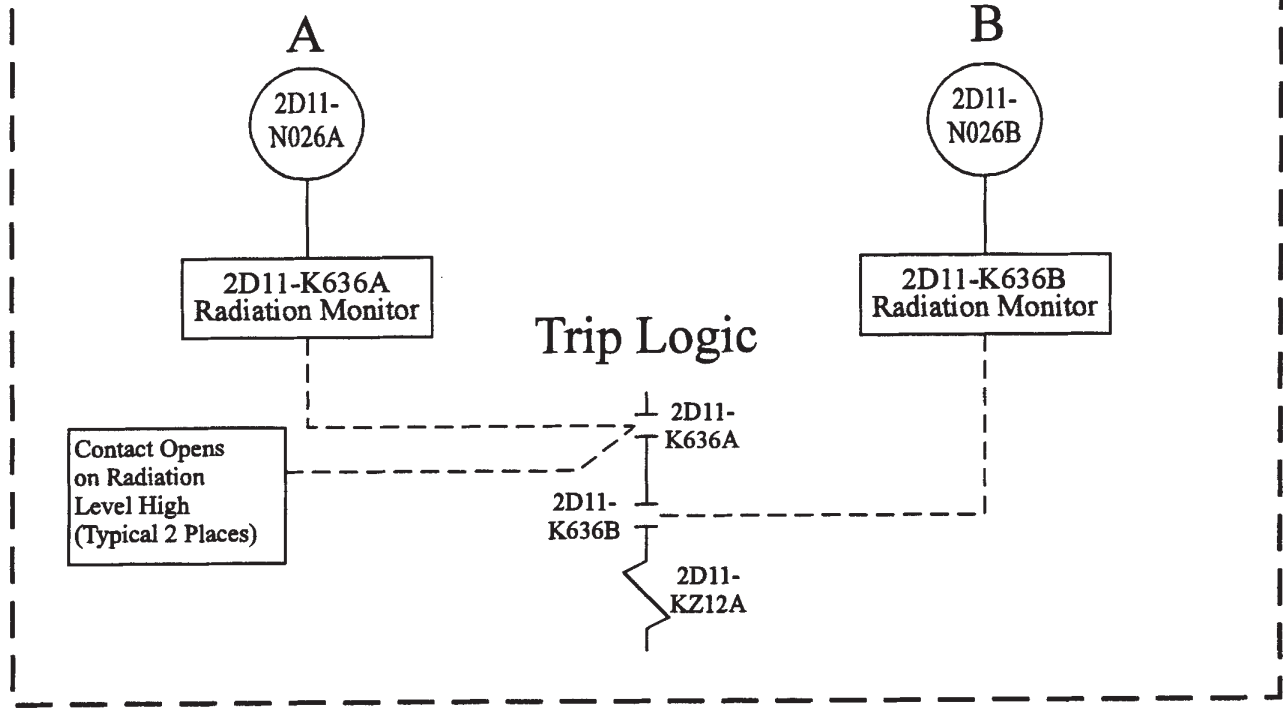 A
B
2D11-
N026A
2D11-
N026B
2D11-K636A
Radiation Monitor
2D11-K636B
Radiation Monitor
Trip Logic
2D11-
K636A
Contact Opens
on Radiation
Level High
(Typical 2 Places)
2D11-
K636B
2D11-
KZ12A